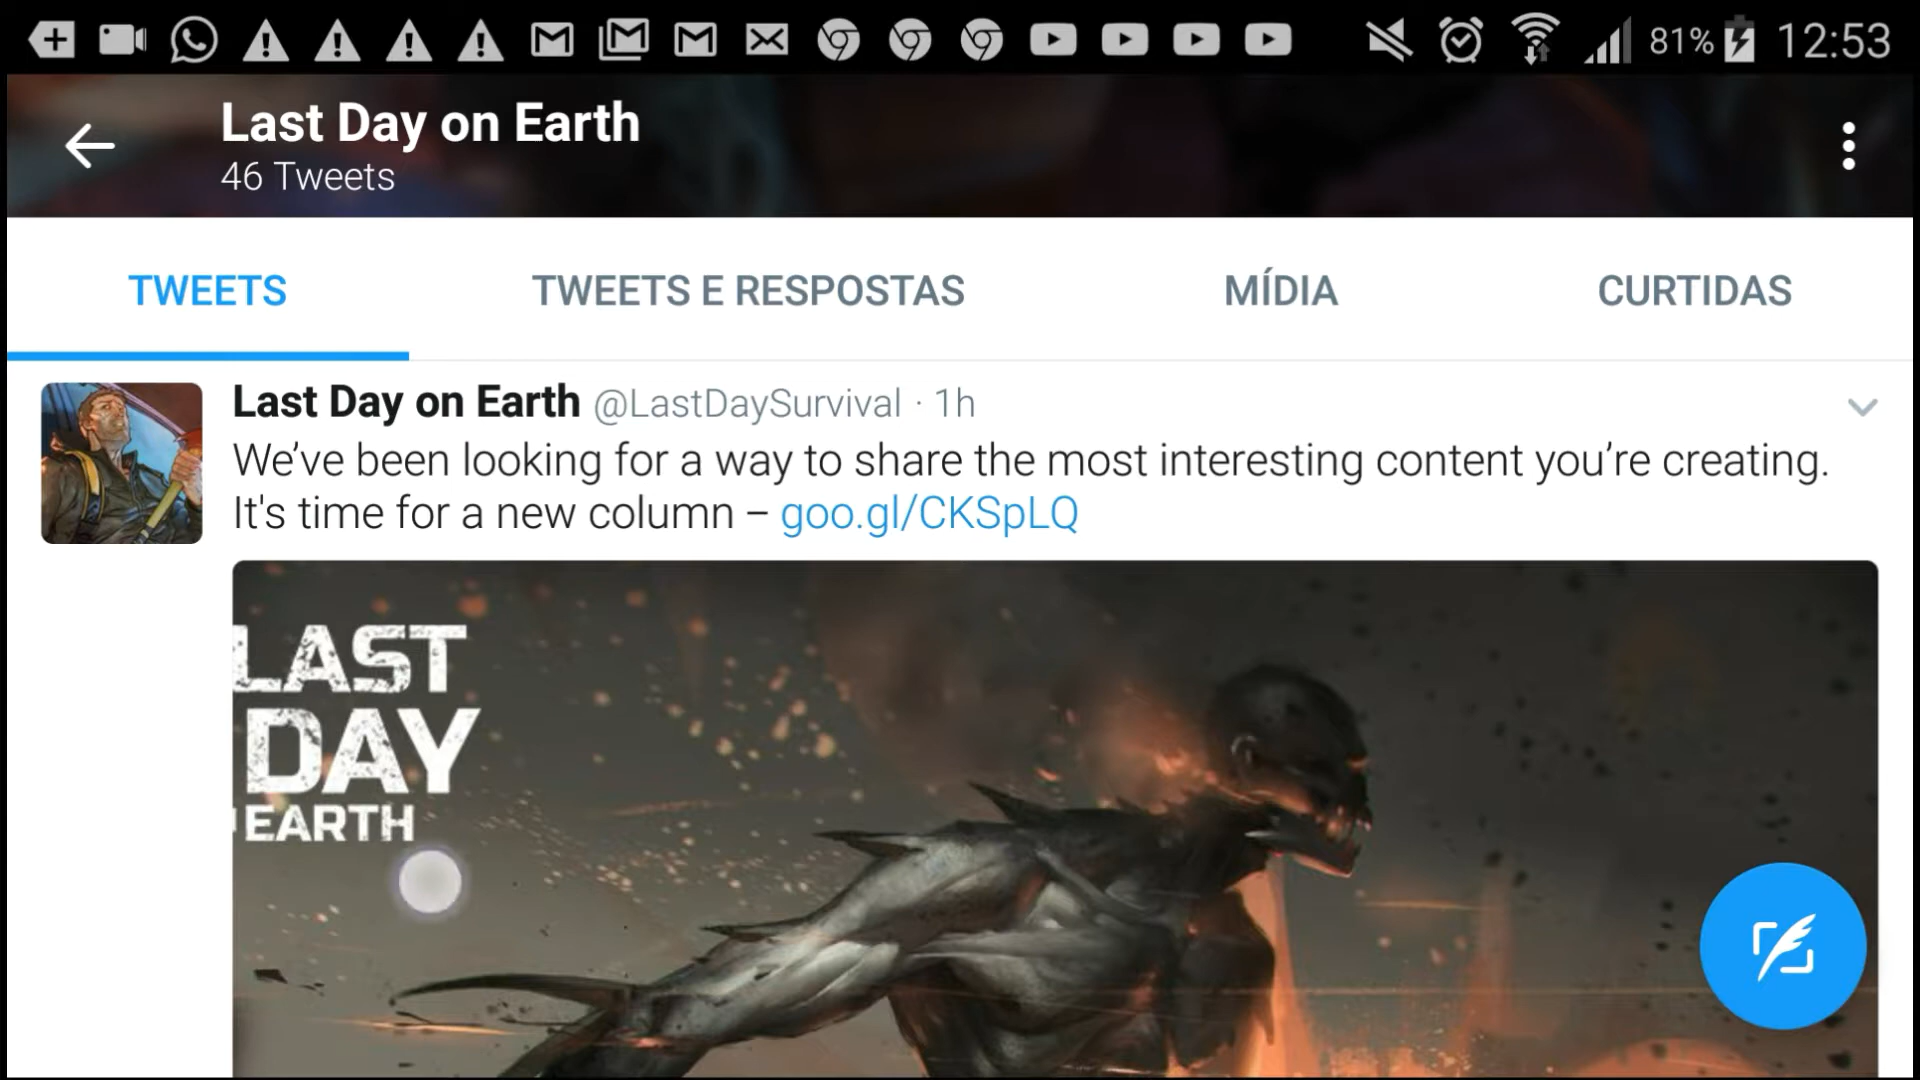 81% 12:53
Last Day on Earth
46 Tweets
TWEETS TWEETS E RESPOSTAS MÍDIA CURTIDAS
Last Day on Earth @LastDaySurvival · 1h
We’ve been looking for a way to share the most interesting content you’re creating.
It's time for a new column – goo.gl/CKSpLQ
LAST
DAY
EARTH